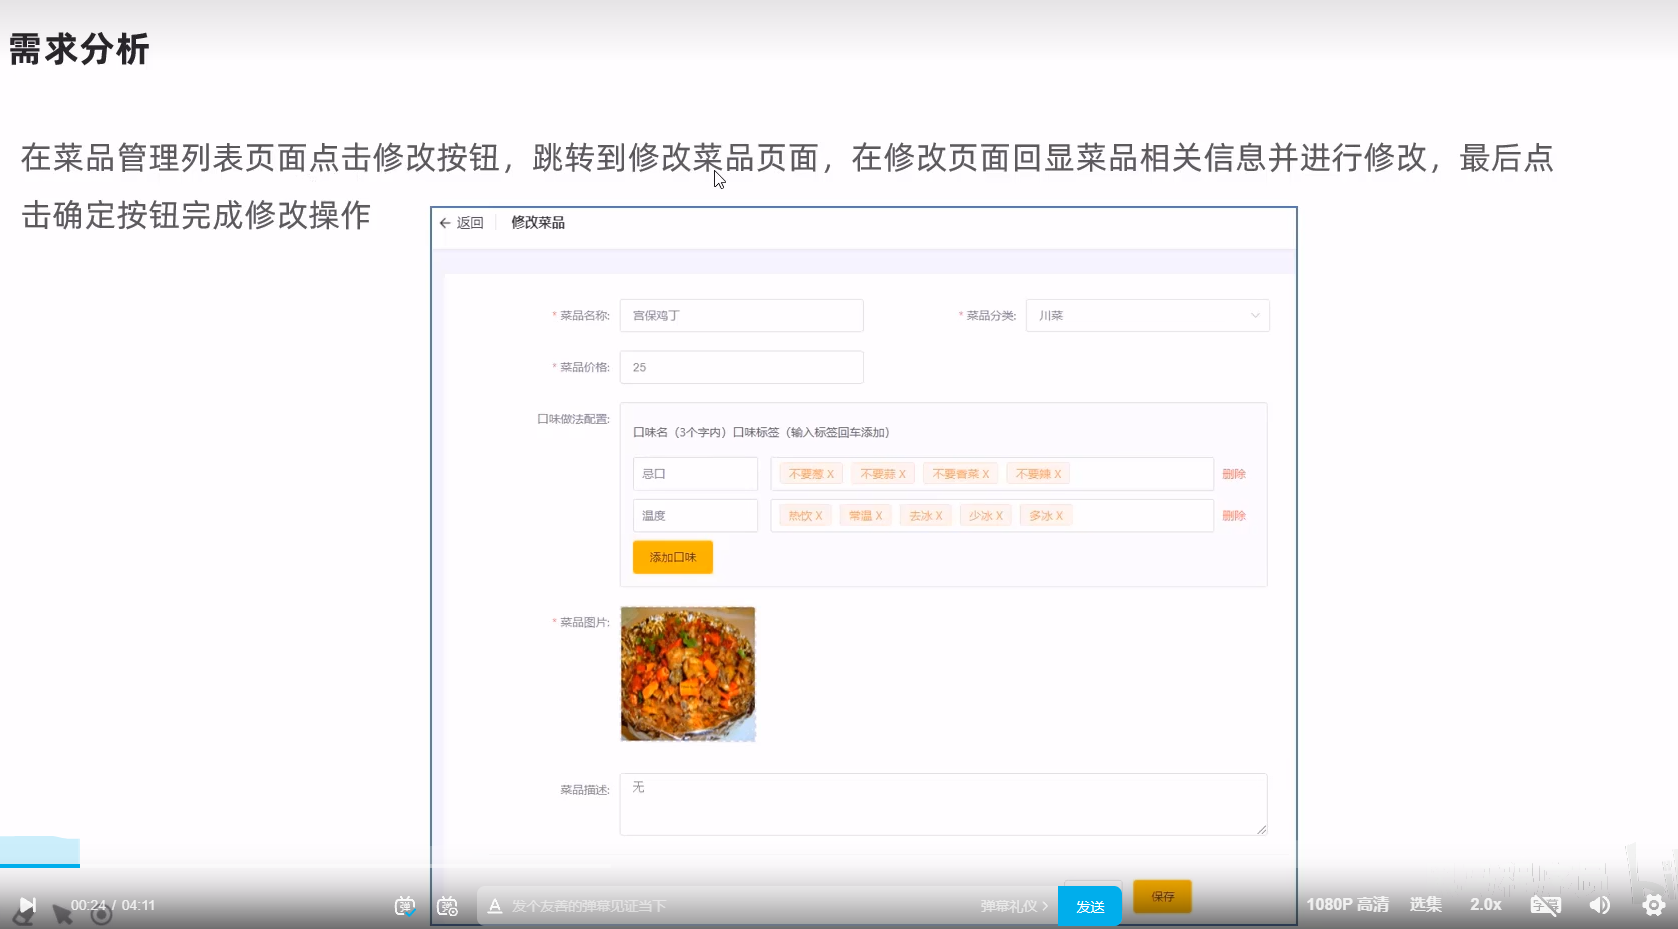 需求分析
在菜品管理列表页面点击修改按钮，跳转到修改菜品页面，在修改页面回显菜品相关信息并进行修改，最后点
击确定按钮完成修改操作
返回 修改菜品
* 菜品名称: 宫保鸡丁 * 菜品分类: 川菜
* 菜品价格: 25
口味做法配置:
口味名（3个字内）口味标签（输入标签回车添加）
忌口 不要葱 X 不要蒜 X 不要香菜 X 不要辣 X 删除
温度 热饮 X 常温 X 去冰 X 少冰 X 多冰 X 删除
添加口味
* 菜品图片:
菜品描述: 无
保存
00:24 / 04:11 弹 弹 A 发个友善的弹幕见证当下 弹幕礼仪 发送 1080P 高清 选集 2.0x 字幕